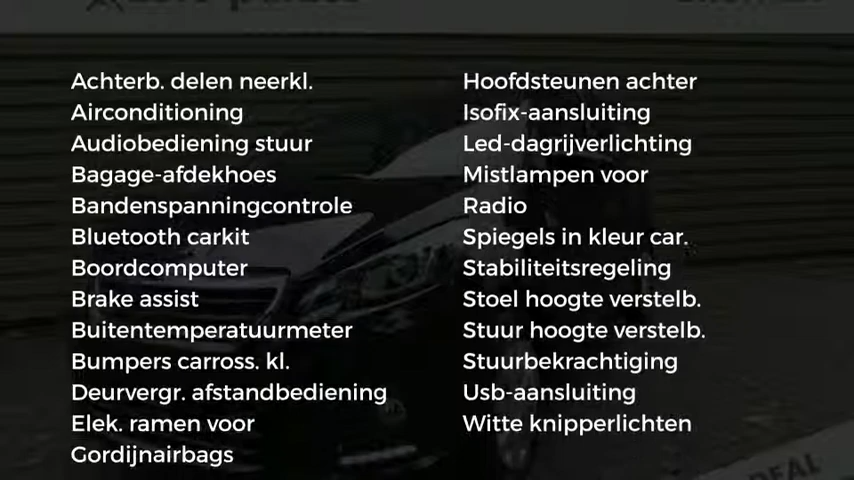 Achterb. delen neerkl.
Airconditioning
Audiobediening stuur
Bagage-afdekhoes
Bandenspanningcontrole
Bluetooth carkit
Boordcomputer
Brake assist
Buitentemperatuurmeter
Bumpers carross. kl.
Deurvergr. afstandbediening
Elek. ramen voor
Gordijnairbags
Hoofdsteunen achter
Isofix-aansluiting
Led-dagrijverlichting
Mistlampen voor
Radio
Spiegels in kleur car.
Stabiliteitsregeling
Stoel hoogte verstelb.
Stuur hoogte verstelb.
Stuurbekrachtiging
Usb-aansluiting
Witte knipperlichten